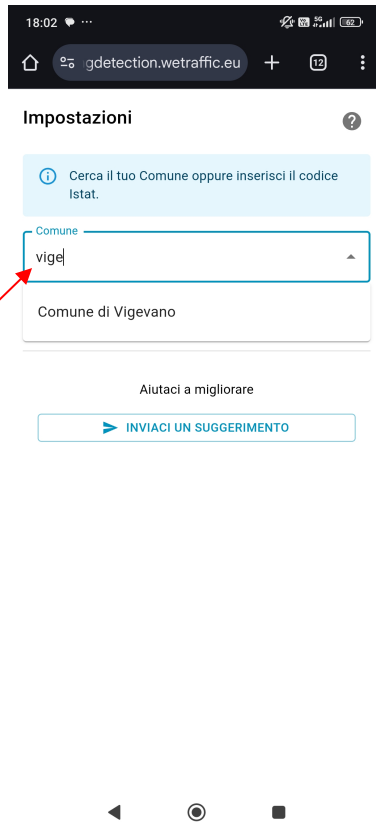 18:02
5G
62
gdetection.wetraffic.eu
12
Impostazioni
Cerca il tuo Comune oppure inserisci il codice
Istat.
Comune
vige
Comune di Vigevano
Aiutaci a migliorare
INVIACI UN SUGGERIMENTO